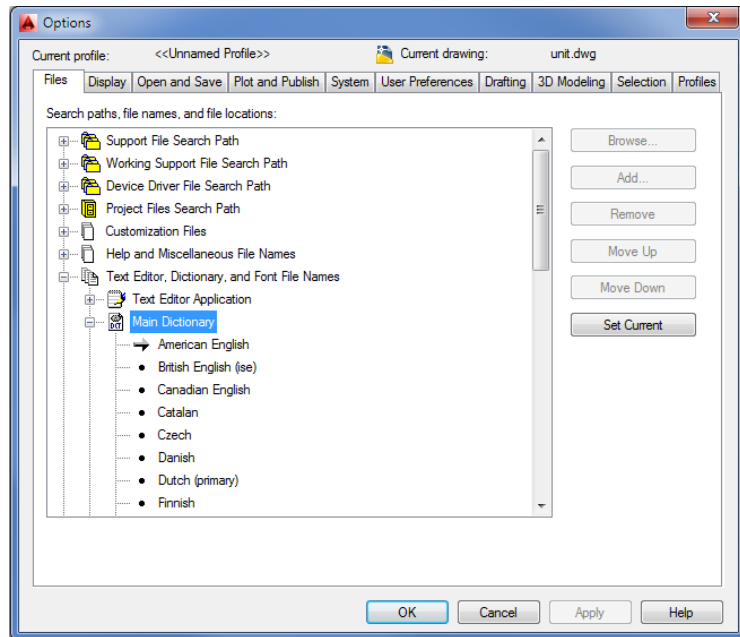 Options
Current profile: <<Unnamed Profile>> Current drawing: unit.dwg
Files Display Open and Save Plot and Publish System User Preferences Drafting 3D Modeling Selection Profiles
Search paths, file names, and file locations:
Support File Search Path
Working Support File Search Path
Device Driver File Search Path
Project Files Search Path
Customization Files
Help and Miscellaneous File Names
Text Editor, Dictionary, and Font File Names
Text Editor Application
Main Dictionary
American English
British English (ise)
Canadian English
Catalan
Czech
Danish
Dutch (primary)
Finnish
Browse...
Add...
Remove
Move Up
Move Down
Set Current
OK Cancel Apply Help